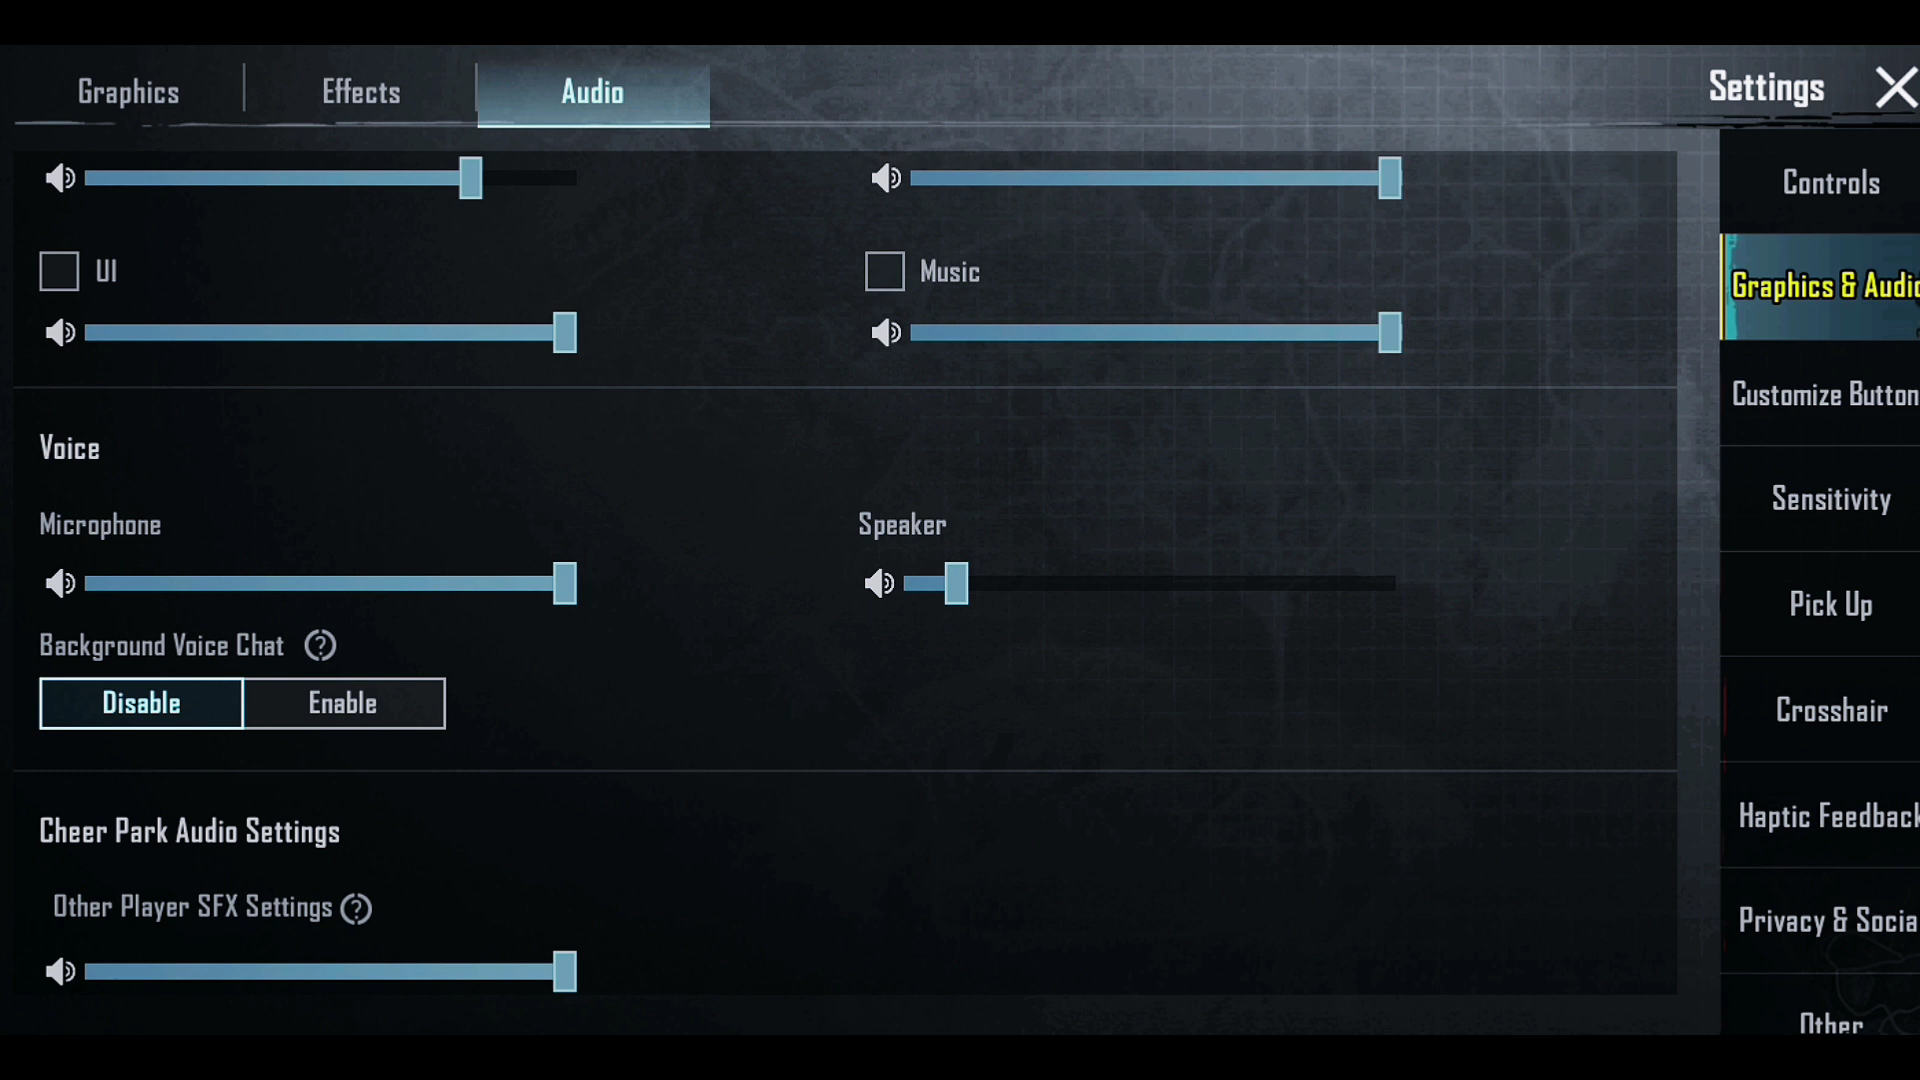 Graphics
Effects
Audio
Settings
Controls
UI
Music
Graphics & Audio
Customize Button
Voice
Sensitivity
Microphone
Speaker
Pick Up
Background Voice Chat ?
Disable
Enable
Crosshair
Cheer Park Audio Settings
Haptic Feedback
Other Player SFX Settings ?
Privacy & Socia
Other